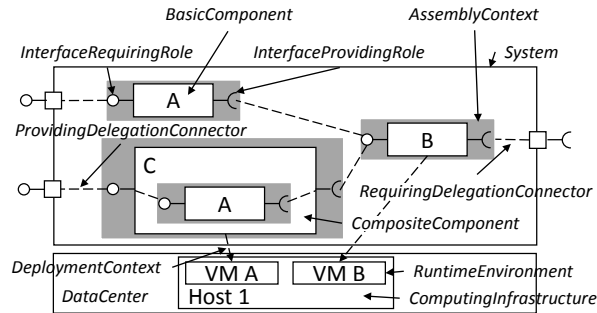 BasicComponent
AssemblyContext
InterfaceRequiringRole
InterfaceProvidingRole
System
A
B
ProvidingDelegationConnector
C
A
RequiringDelegationConnector
CompositeComponent
DeploymentContext
VM A
VM B
RuntimeEnvironment
DataCenter
Host 1
ComputingInfrastructure